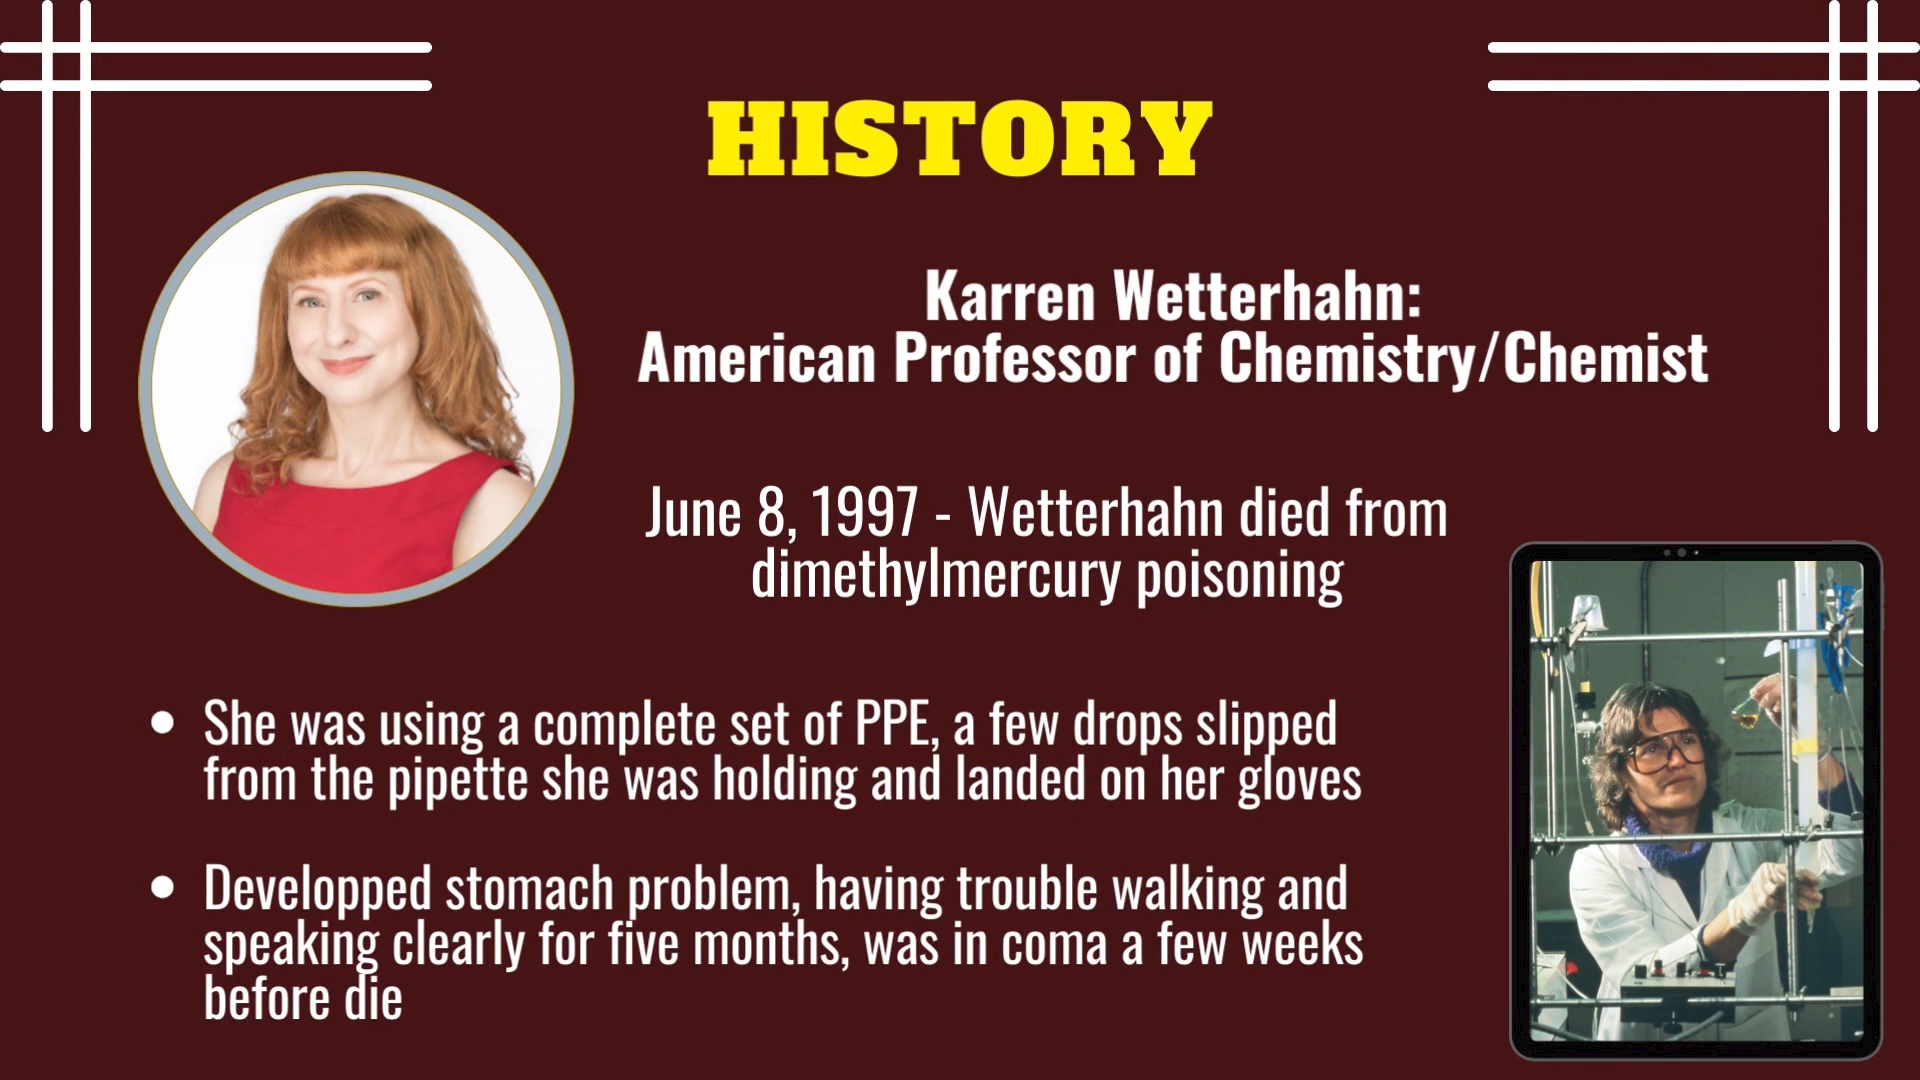 HISTORY
Karren Wetterhahn:
American Professor of Chemistry/Chemist
June 8, 1997 - Wetterhahn died from
dimethylmercury poisoning
• She was using a complete set of PPE, a few drops slipped
from the pipette she was holding and landed on her gloves
• Developped stomach problem, having trouble walking and
speaking clearly for five months, was in coma a few weeks
before die